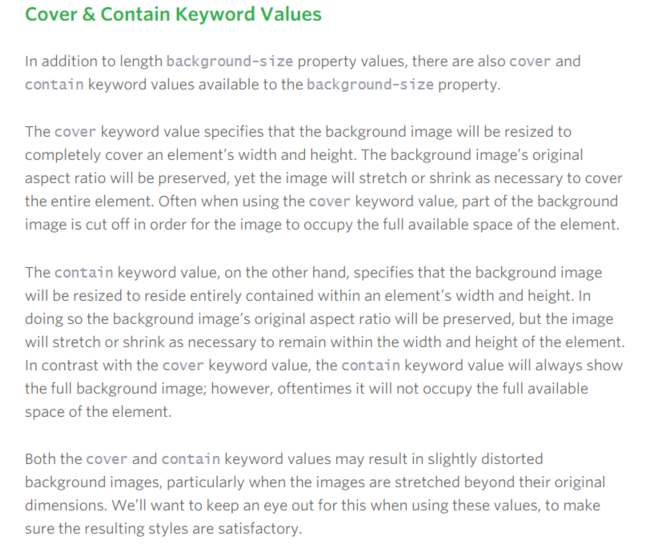 Cover & Contain Keyword Values
In addition to length background-size property values, there are also cover and
contain keyword values available to the background-size property.
The cover keyword value specifies that the background image will be resized to
completely cover an element’s width and height. The background image’s original
aspect ratio will be preserved, yet the image will stretch or shrink as necessary to cover
the entire element. Often when using the cover keyword value, part of the background
image is cut off in order for the image to occupy the full available space of the element.
The contain keyword value, on the other hand, specifies that the background image
will be resized to reside entirely contained within an element’s width and height. In
doing so the background image’s original aspect ratio will be preserved, but the image
will stretch or shrink as necessary to remain within the width and height of the element.
In contrast with the cover keyword value, the contain keyword value will always show
the full background image; however, oftentimes it will not occupy the full available
space of the element.
Both the cover and contain keyword values may result in slightly distorted
background images, particularly when the images are stretched beyond their original
dimensions. We’ll want to keep an eye out for this when using these values, to make
sure the resulting styles are satisfactory.